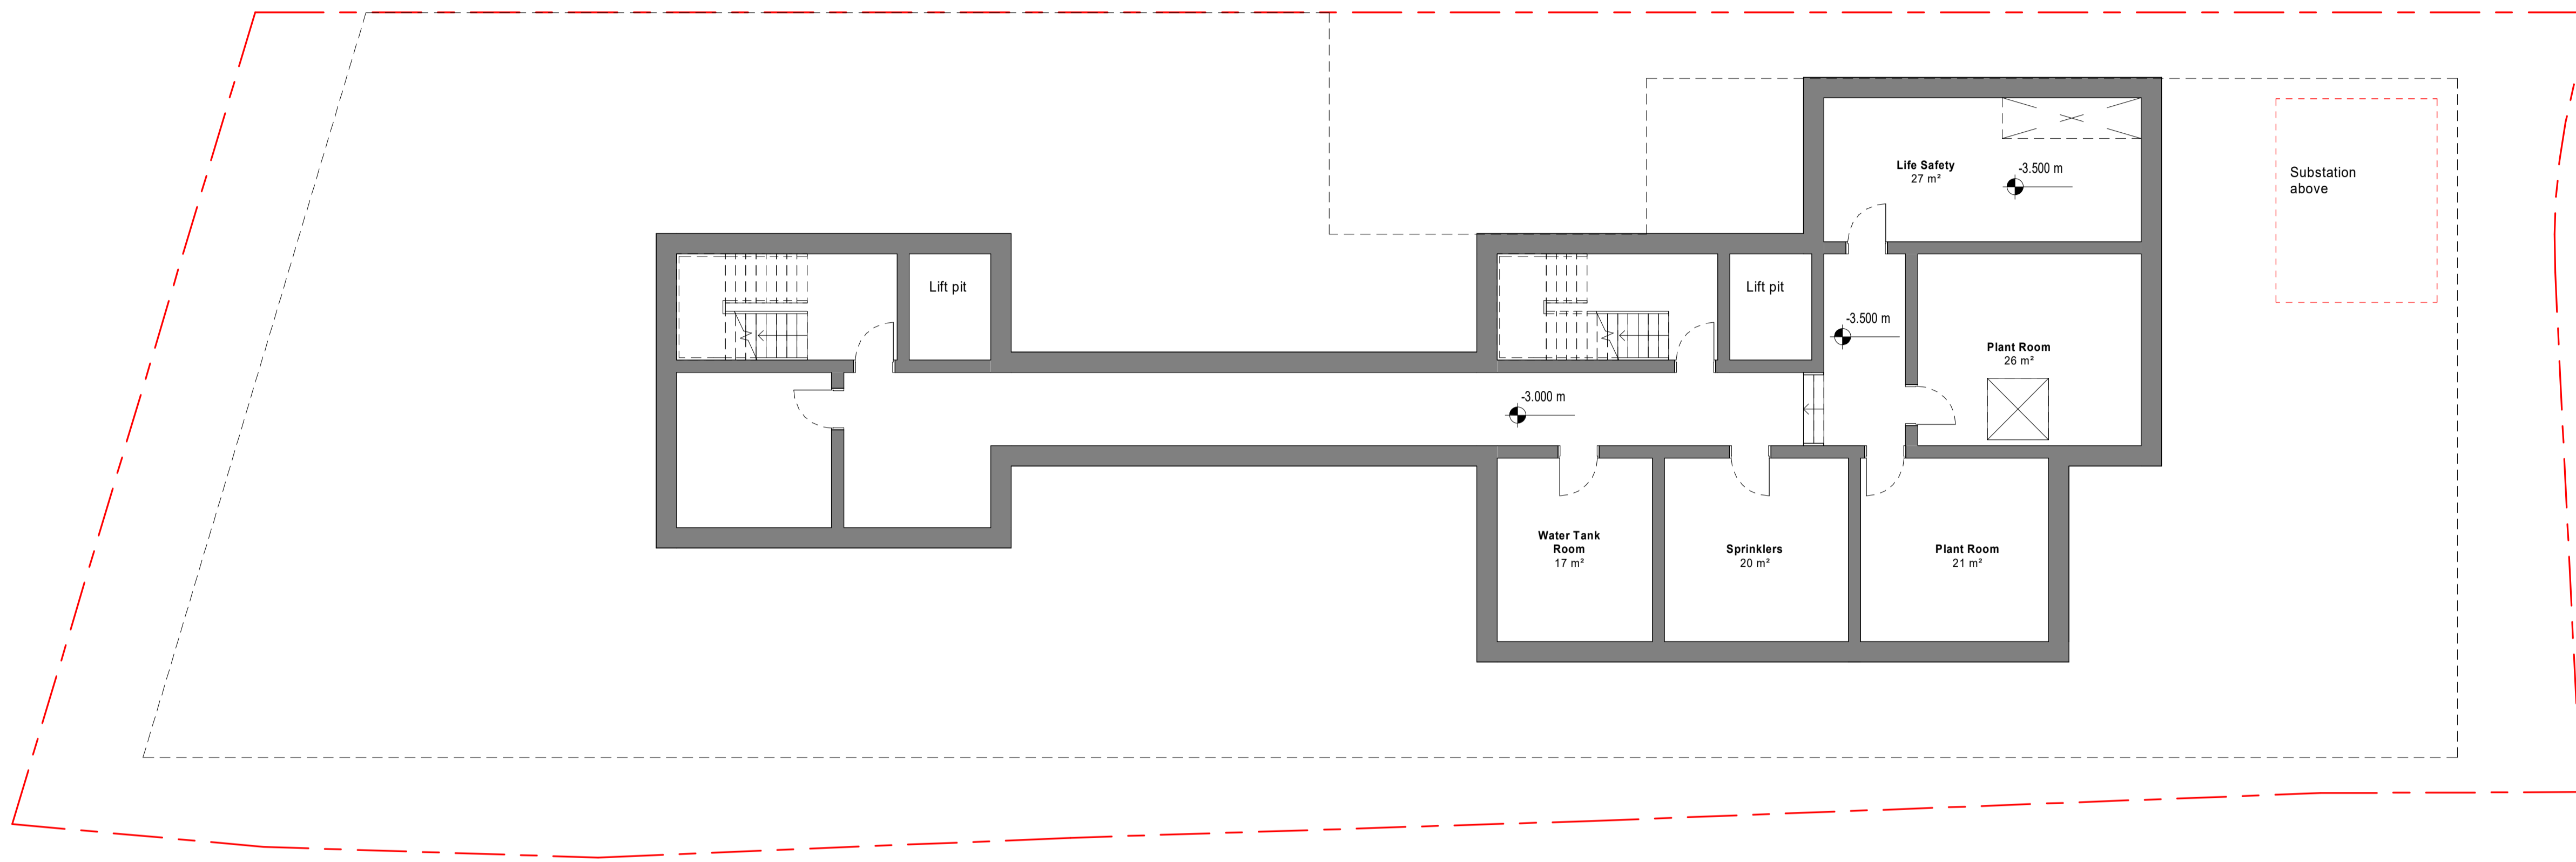 Life Safety
27 m²
-3.500 m
Substation
above
Lift pit
Lift pit
-3.500 m
Plant Room
26 m²
-3.000 m
Water Tank
Room
17 m²
Sprinklers
20 m²
Plant Room
21 m²